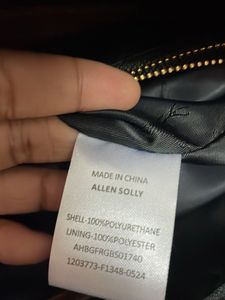 MADE IN CHINA
ALLEN SOLLY
SHELL-100%POLYURETHANE
LINING-100%POLYESTER
AHBGFRGBS01740
1203773-F1348-0524